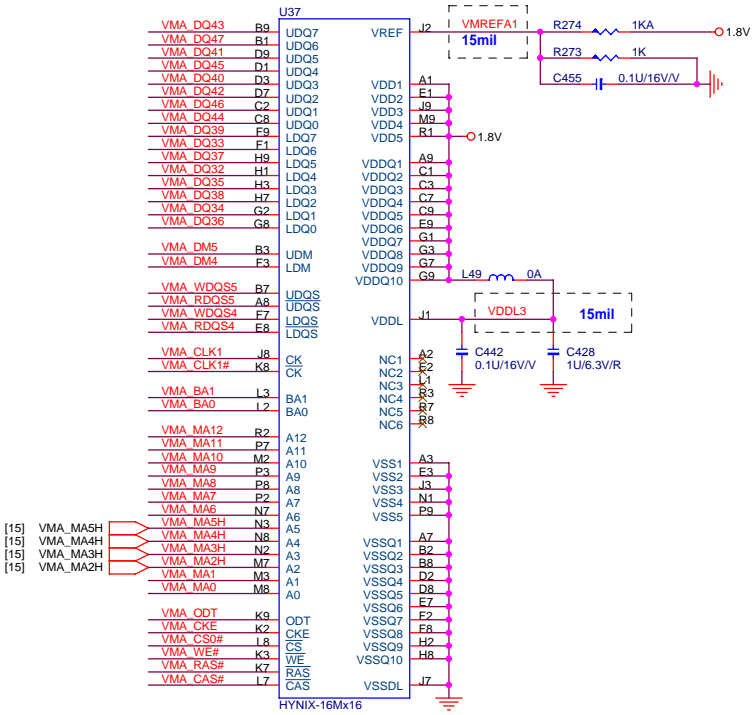 U37
VMA_DQ43 B9 UDQ7
VMA_DQ47 B1 UDQ6
VMA_DQ41 D9 UDQ5
VMA_DQ45 D1 UDQ4
VMA_DQ40 D3 UDQ3
VMA_DQ42 D7 UDQ2
VMA_DQ46 C2 UDQ1
VMA_DQ44 C8 UDQ0
VMA_DQ39 F9 LDQ7
VMA_DQ33 F1 LDQ6
VMA_DQ37 H9 LDQ5
VMA_DQ32 H1 LDQ4
VMA_DQ35 H3 LDQ3
VMA_DQ38 H7 LDQ2
VMA_DQ34 G2 LDQ1
VMA_DQ36 G8 LDQ0
VMA_DM5 B3 UDM
VMA_DM4 F3 LDM
VMA_WDQS5 B7 UDQS
VMA_RDQS5 A8 UDQS
VMA_WDQS4 F7 LDQS
VMA_RDQS4 E8 LDQS
VMA_CLK1 J8 CK
VMA_CLK1# K8 CK
VMA_BA1 L3 BA1
VMA_BA0 L2 BA0
VMA_MA12 R2 A12
VMA_MA11 P7 A11
VMA_MA10 M2 A10
VMA_MA9 P3 A9
VMA_MA8 P8 A8
VMA_MA7 P2 A7
VMA_MA6 N7 A6
[15] VMA_MA5H VMA_MA5H N3 A5
[15] VMA_MA4H VMA_MA4H N8 A4
[15] VMA_MA3H VMA_MA3H N2 A3
[15] VMA_MA2H VMA_MA2H M7 A2
VMA_MA1 M3 A1
VMA_MA0 M8 A0
VMA_ODT K9 ODT
VMA_CKE K2 CKE
VMA_CS0# L8 CS
VMA_WE# K3 WE
VMA_RAS# K7 RAS
VMA_CAS# L7 CAS
HYNIX-16Mx16
VREF J2 VMREFA1
15mil
R274 1KA 1.8V
R273 1K
C455 0.1U/16V/V
VDD1 A1
VDD2 E1
VDD3 J9
VDD4 M9
VDD5 R1 1.8V
VDDQ1 A9
VDDQ2 C1
VDDQ3 C3
VDDQ4 C7
VDDQ5 C9
VDDQ6 E9
VDDQ7 G1
VDDQ8 G3
VDDQ9 G7
VDDQ10 G9 L49 0A
VDDL J1 VDDL3 15mil
C442
0.1U/16V/V
C428
1U/6.3V/R
NC1 A2
NC2 E2
NC3 L1
NC4 R3
NC5 R7
NC6 R8
VSS1 A3
VSS2 E3
VSS3 J3
VSS4 N1
VSS5 P9
VSSQ1 A7
VSSQ2 B2
VSSQ3 B8
VSSQ4 D2
VSSQ5 D8
VSSQ6 E7
VSSQ7 F2
VSSQ8 F8
VSSQ9 H2
VSSQ10 H8
VSSDL J7